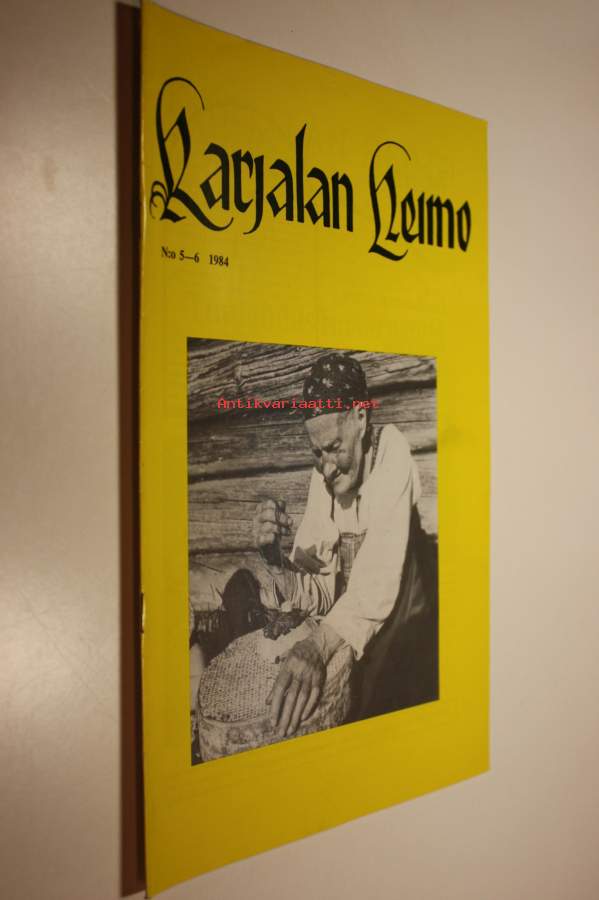 Karjalan Heimo
N:o 5—6 1984
Antikvariaatti.net